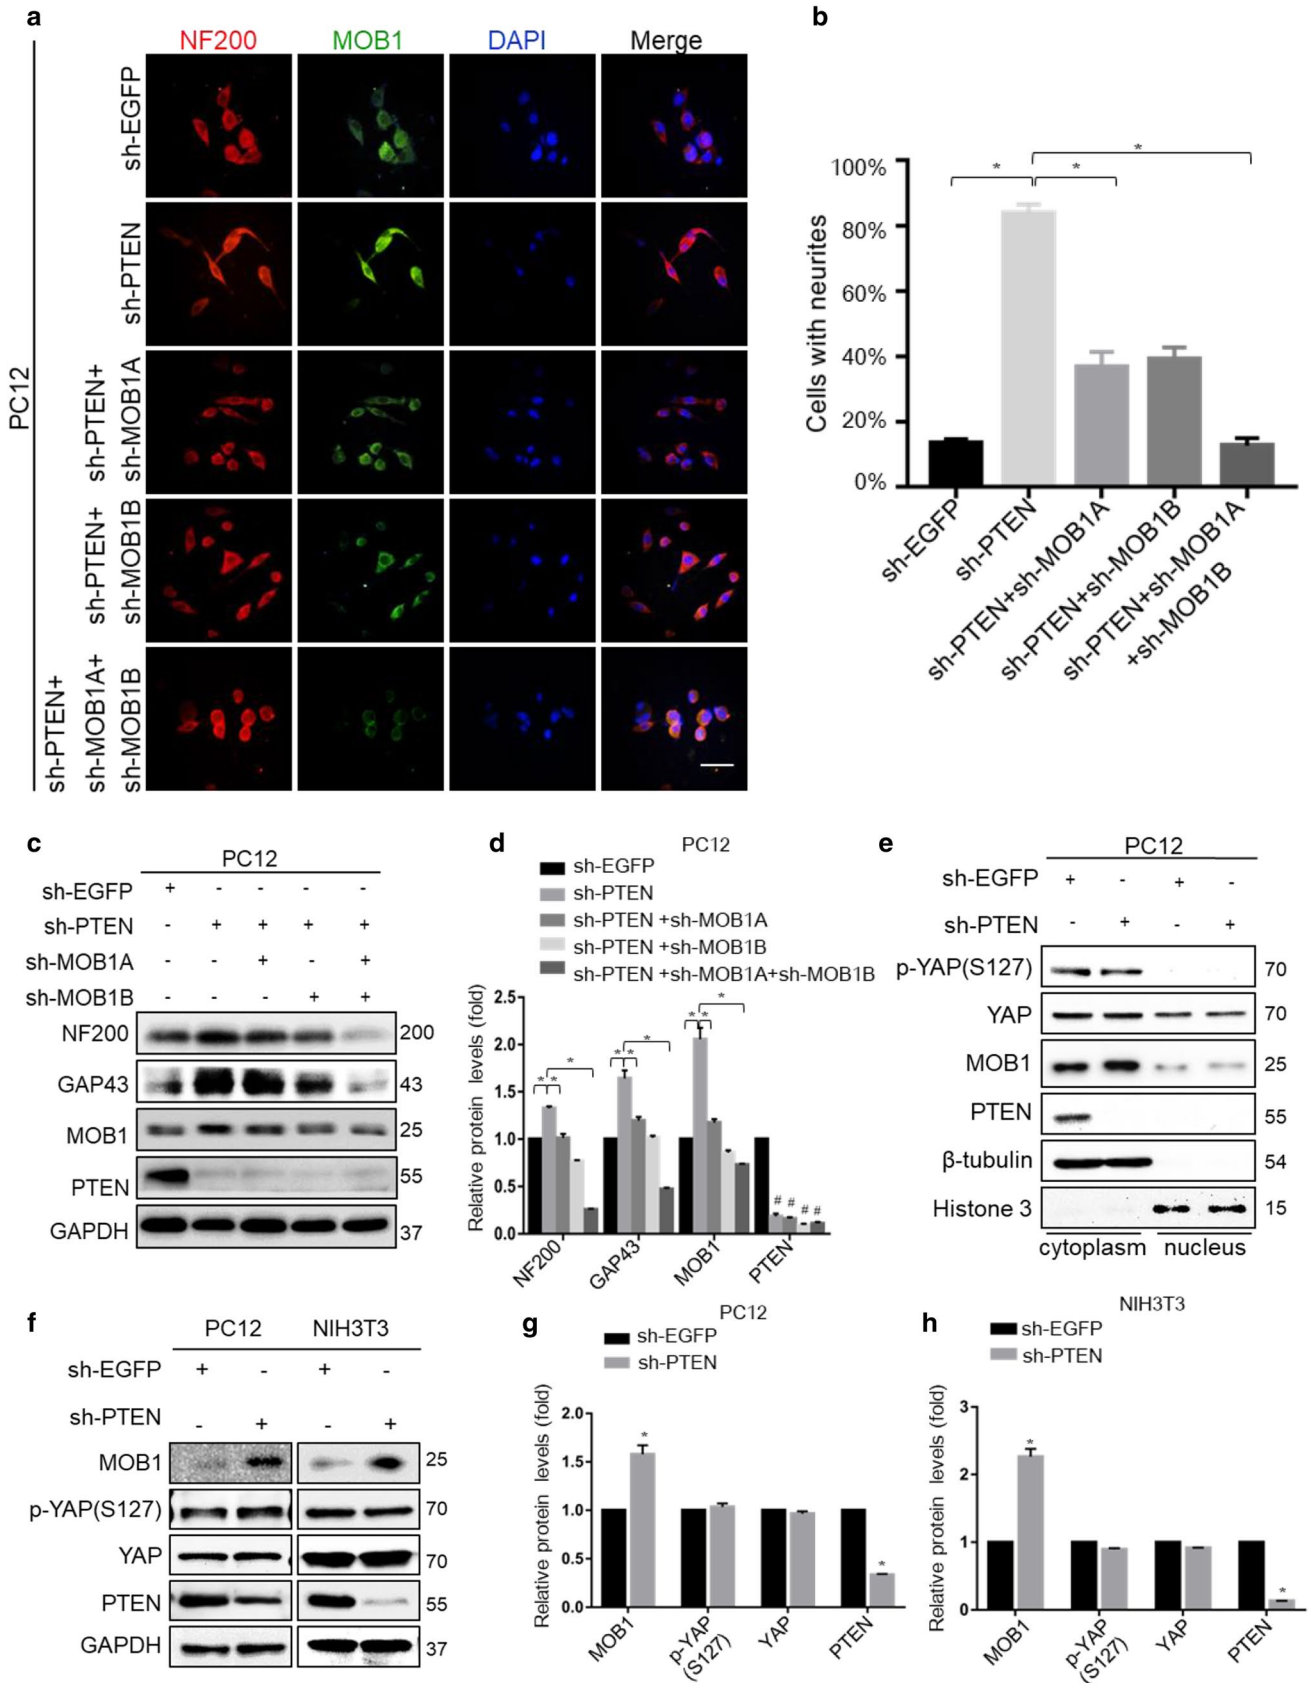 a
NF200 MOB1 DAPI Merge
PC12
sh-EGFP
sh-PTEN
sh-PTEN+
sh-MOB1A
sh-PTEN+
sh-MOB1B
sh-PTEN+
sh-MOB1A+
sh-MOB1B
b
* * *
Cells with neurites
100%
80%
60%
40%
20%
0%
sh-EGFP
sh-PTEN
sh-PTEN+sh-MOB1A
sh-PTEN+sh-MOB1B
sh-PTEN+sh-MOB1A
+sh-MOB1B
c
PC12
sh-EGFP + - - - -
sh-PTEN - + + + +
sh-MOB1A - - + - +
sh-MOB1B - - - + +
NF200 200
GAP43 43
MOB1 25
PTEN 55
GAPDH 37
d
PC12
sh-EGFP
sh-PTEN
sh-PTEN +sh-MOB1A
sh-PTEN +sh-MOB1B
sh-PTEN +sh-MOB1A+sh-MOB1B
Relative protein levels (fold)
2.5
2.0
1.5
1.0
0.5
0.0
* * *
* * *
* * *
# # # #
NF200 GAP43 MOB1 PTEN
e
PC12
sh-EGFP + - + -
sh-PTEN - + - +
p-YAP(S127) 70
YAP 70
MOB1 25
PTEN 55
β-tubulin 54
Histone 3 15
cytoplasm nucleus
f
PC12 NIH3T3
sh-EGFP + - + -
sh-PTEN - + - +
MOB1 25
p-YAP(S127) 70
YAP 70
PTEN 55
GAPDH 37
g
PC12
sh-EGFP
sh-PTEN
Relative protein levels (fold)
2.0
1.5
1.0
0.5
0.0
* *
MOB1 p-YAP
(S127) YAP PTEN
h
NIH3T3
sh-EGFP
sh-PTEN
Relative protein levels (fold)
3
2
1
0
* *
MOB1 p-YAP
(S127) YAP PTEN